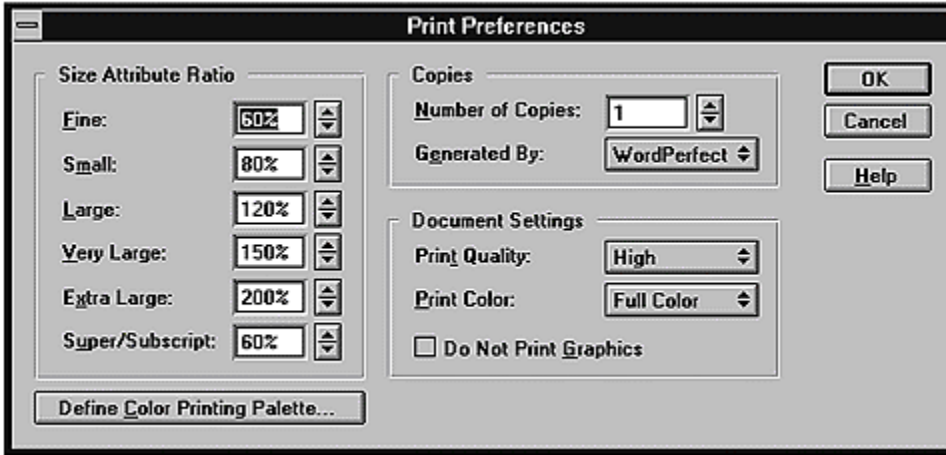 Print Preferences
Size Attribute Ratio
Fine: 60%
Small: 80%
Large: 120%
Very Large: 150%
Extra Large: 200%
Super/Subscript: 60%
Define Color Printing Palette...
Copies
Number of Copies: 1
Generated By: WordPerfect
Document Settings
Print Quality: High
Print Color: Full Color
Do Not Print Graphics
OK
Cancel
Help